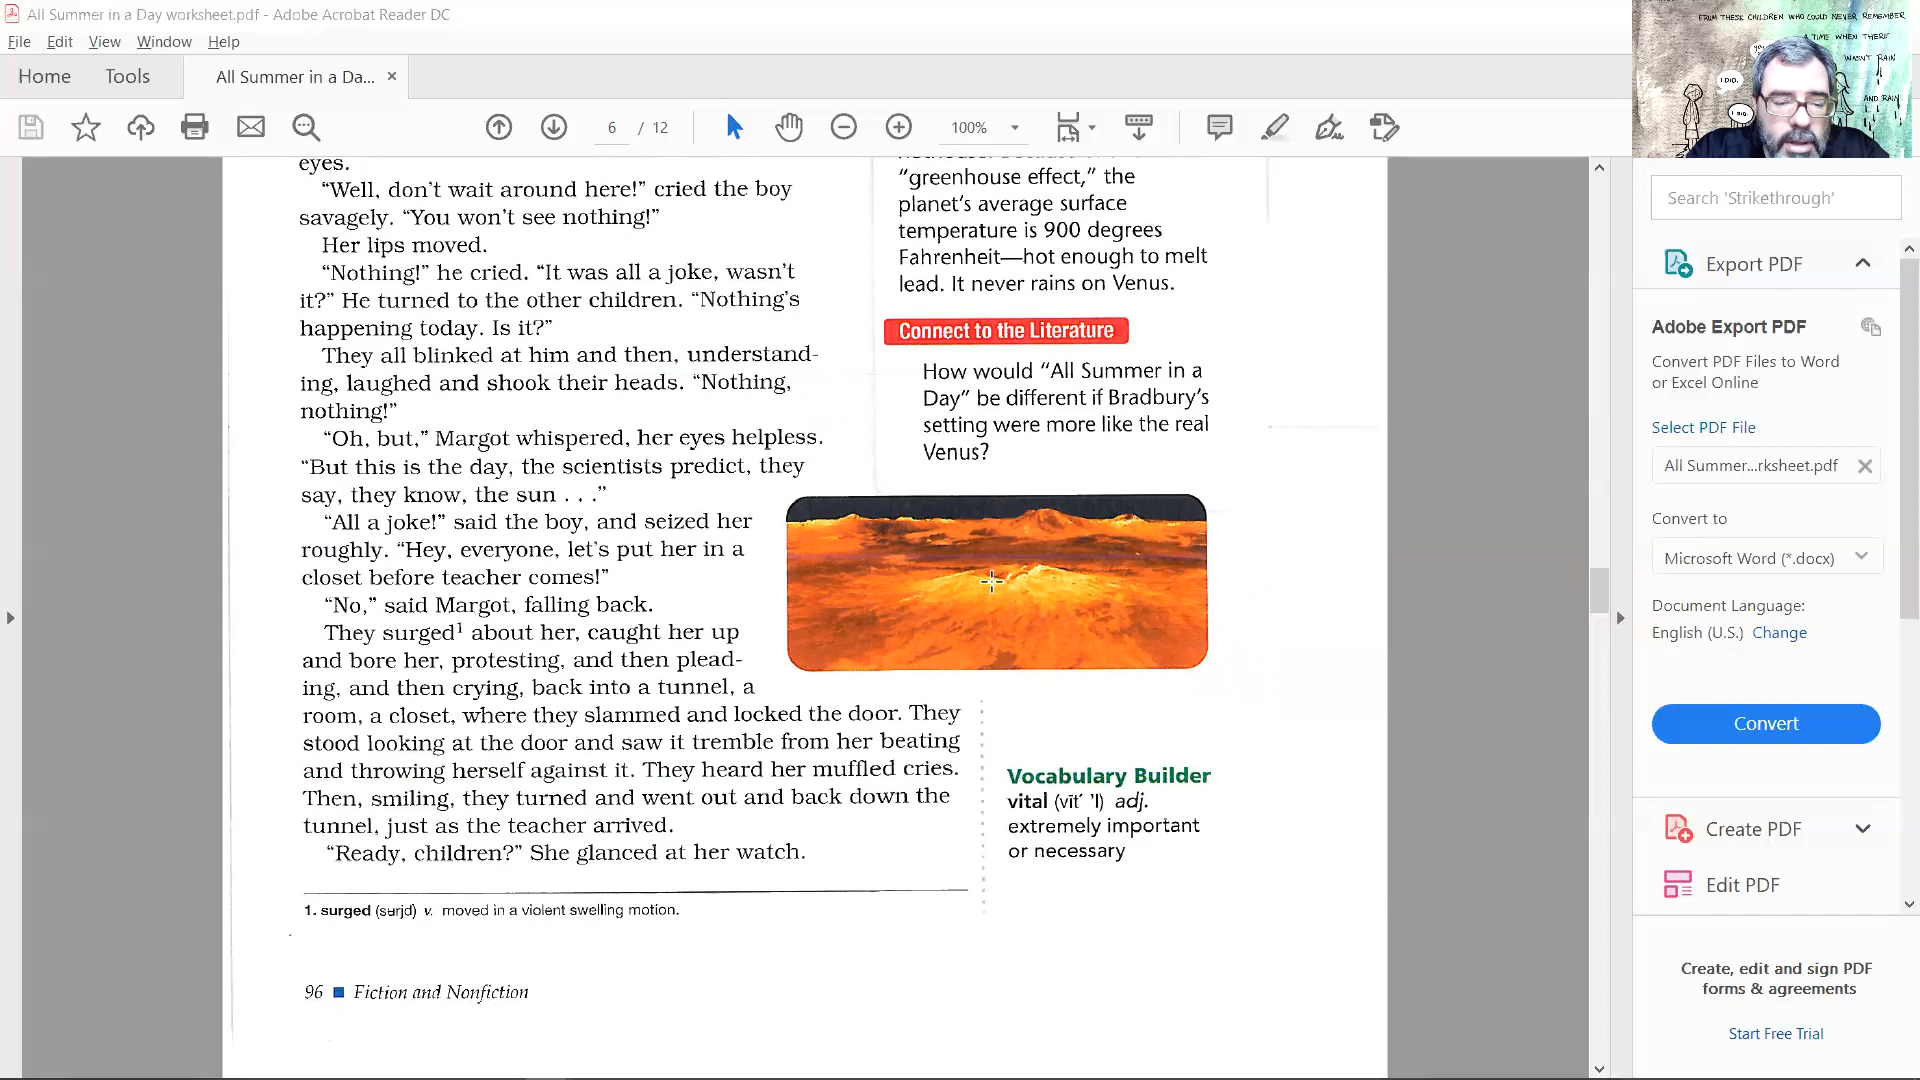 All Summer in a Day worksheet.pdf - Adobe Acrobat Reader DC
File Edit View Window Help
Home Tools All Summer in a Da... ×
6 / 12 100%
eyes.
“Well, don’t wait around here!” cried the boy
savagely. “You won’t see nothing!”
Her lips moved.
“Nothing!” he cried. “It was all a joke, wasn’t
it?” He turned to the other children. “Nothing’s
happening today. Is it?”
They all blinked at him and then, understand-
ing, laughed and shook their heads. “Nothing,
nothing!”
“Oh, but,” Margot whispered, her eyes helpless.
“But this is the day, the scientists predict, they
say, they know, the sun . . .”
“All a joke!” said the boy, and seized her
roughly. “Hey, everyone, let’s put her in a
closet before teacher comes!”
“No,” said Margot, falling back.
They surged¹ about her, caught her up
and bore her, protesting, and then plead-
ing, and then crying, back into a tunnel, a
room, a closet, where they slammed and locked the door. They
stood looking at the door and saw it tremble from her beating
and throwing herself against it. They heard her muffled cries.
Then, smiling, they turned and went out and back down the
tunnel, just as the teacher arrived.
“Ready, children?” She glanced at her watch.
1. surged (surjd) v. moved in a violent swelling motion.
96 ■ Fiction and Nonfiction
“greenhouse effect,” the
planet’s average surface
temperature is 900 degrees
Fahrenheit—hot enough to melt
lead. It never rains on Venus.
Connect to the Literature
How would “All Summer in a
Day” be different if Bradbury’s
setting were more like the real
Venus?
Vocabulary Builder
vital (vīt´ ’l) adj.
extremely important
or necessary
FROM THESE CHILDREN WHO COULD NEVER REMEMBER
A TIME WHEN THERE
WASN'T RAIN
AND RAIN
I DID.
I DID.
Search 'Strikethrough'
Export PDF
Adobe Export PDF
Convert PDF Files to Word
or Excel Online
Select PDF File
All Summer...rksheet.pdf
Convert to
Microsoft Word (*.docx)
Document Language:
English (U.S.) Change
Convert
Create PDF
Edit PDF
Create, edit and sign PDF
forms & agreements
Start Free Trial